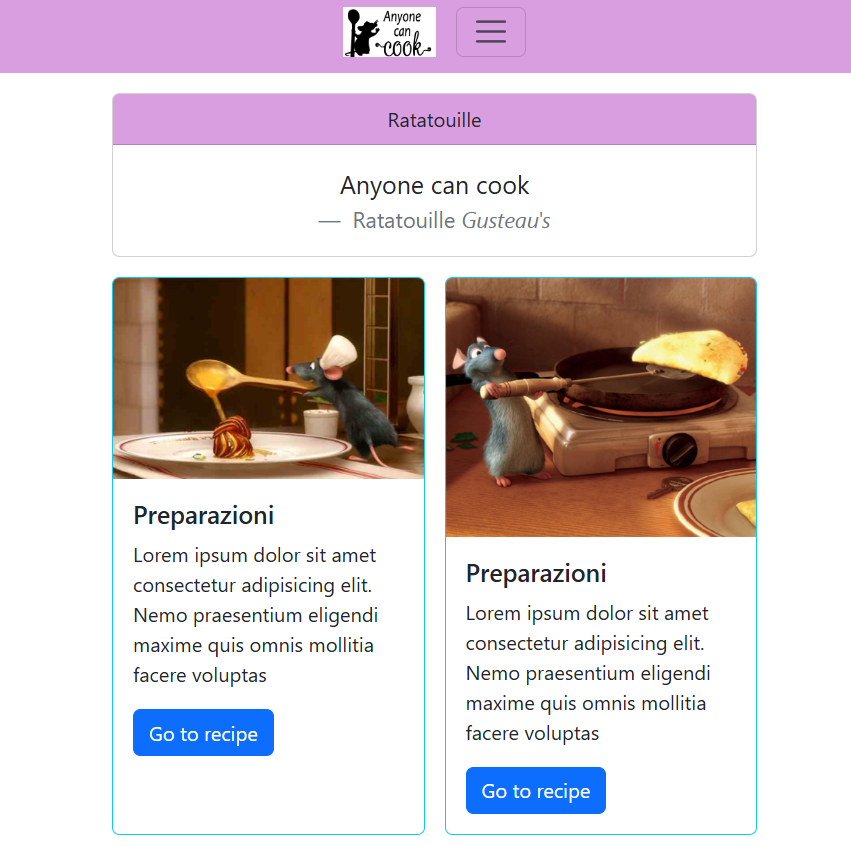 Anyone
can
cook
Ratatouille
Anyone can cook
— Ratatouille Gusteau's
Preparazioni
Lorem ipsum dolor sit amet
consectetur adipisicing elit.
Nemo praesentium eligendi
maxime quis omnis mollitia
facere voluptas
Go to recipe
Preparazioni
Lorem ipsum dolor sit amet
consectetur adipisicing elit.
Nemo praesentium eligendi
maxime quis omnis mollitia
facere voluptas
Go to recipe